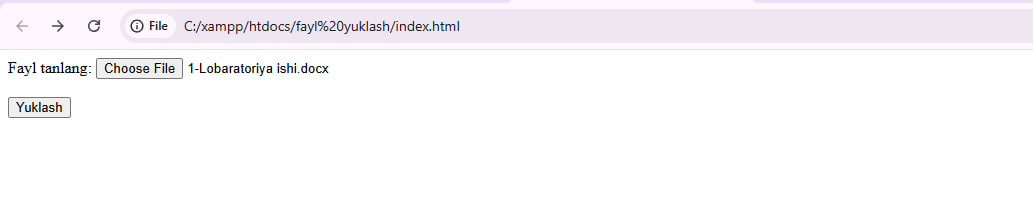 File C:/xampp/htdocs/fayl%20yuklash/index.html
Fayl tanlang: Choose File 1-Lobaratoriya ishi.docx
Yuklash